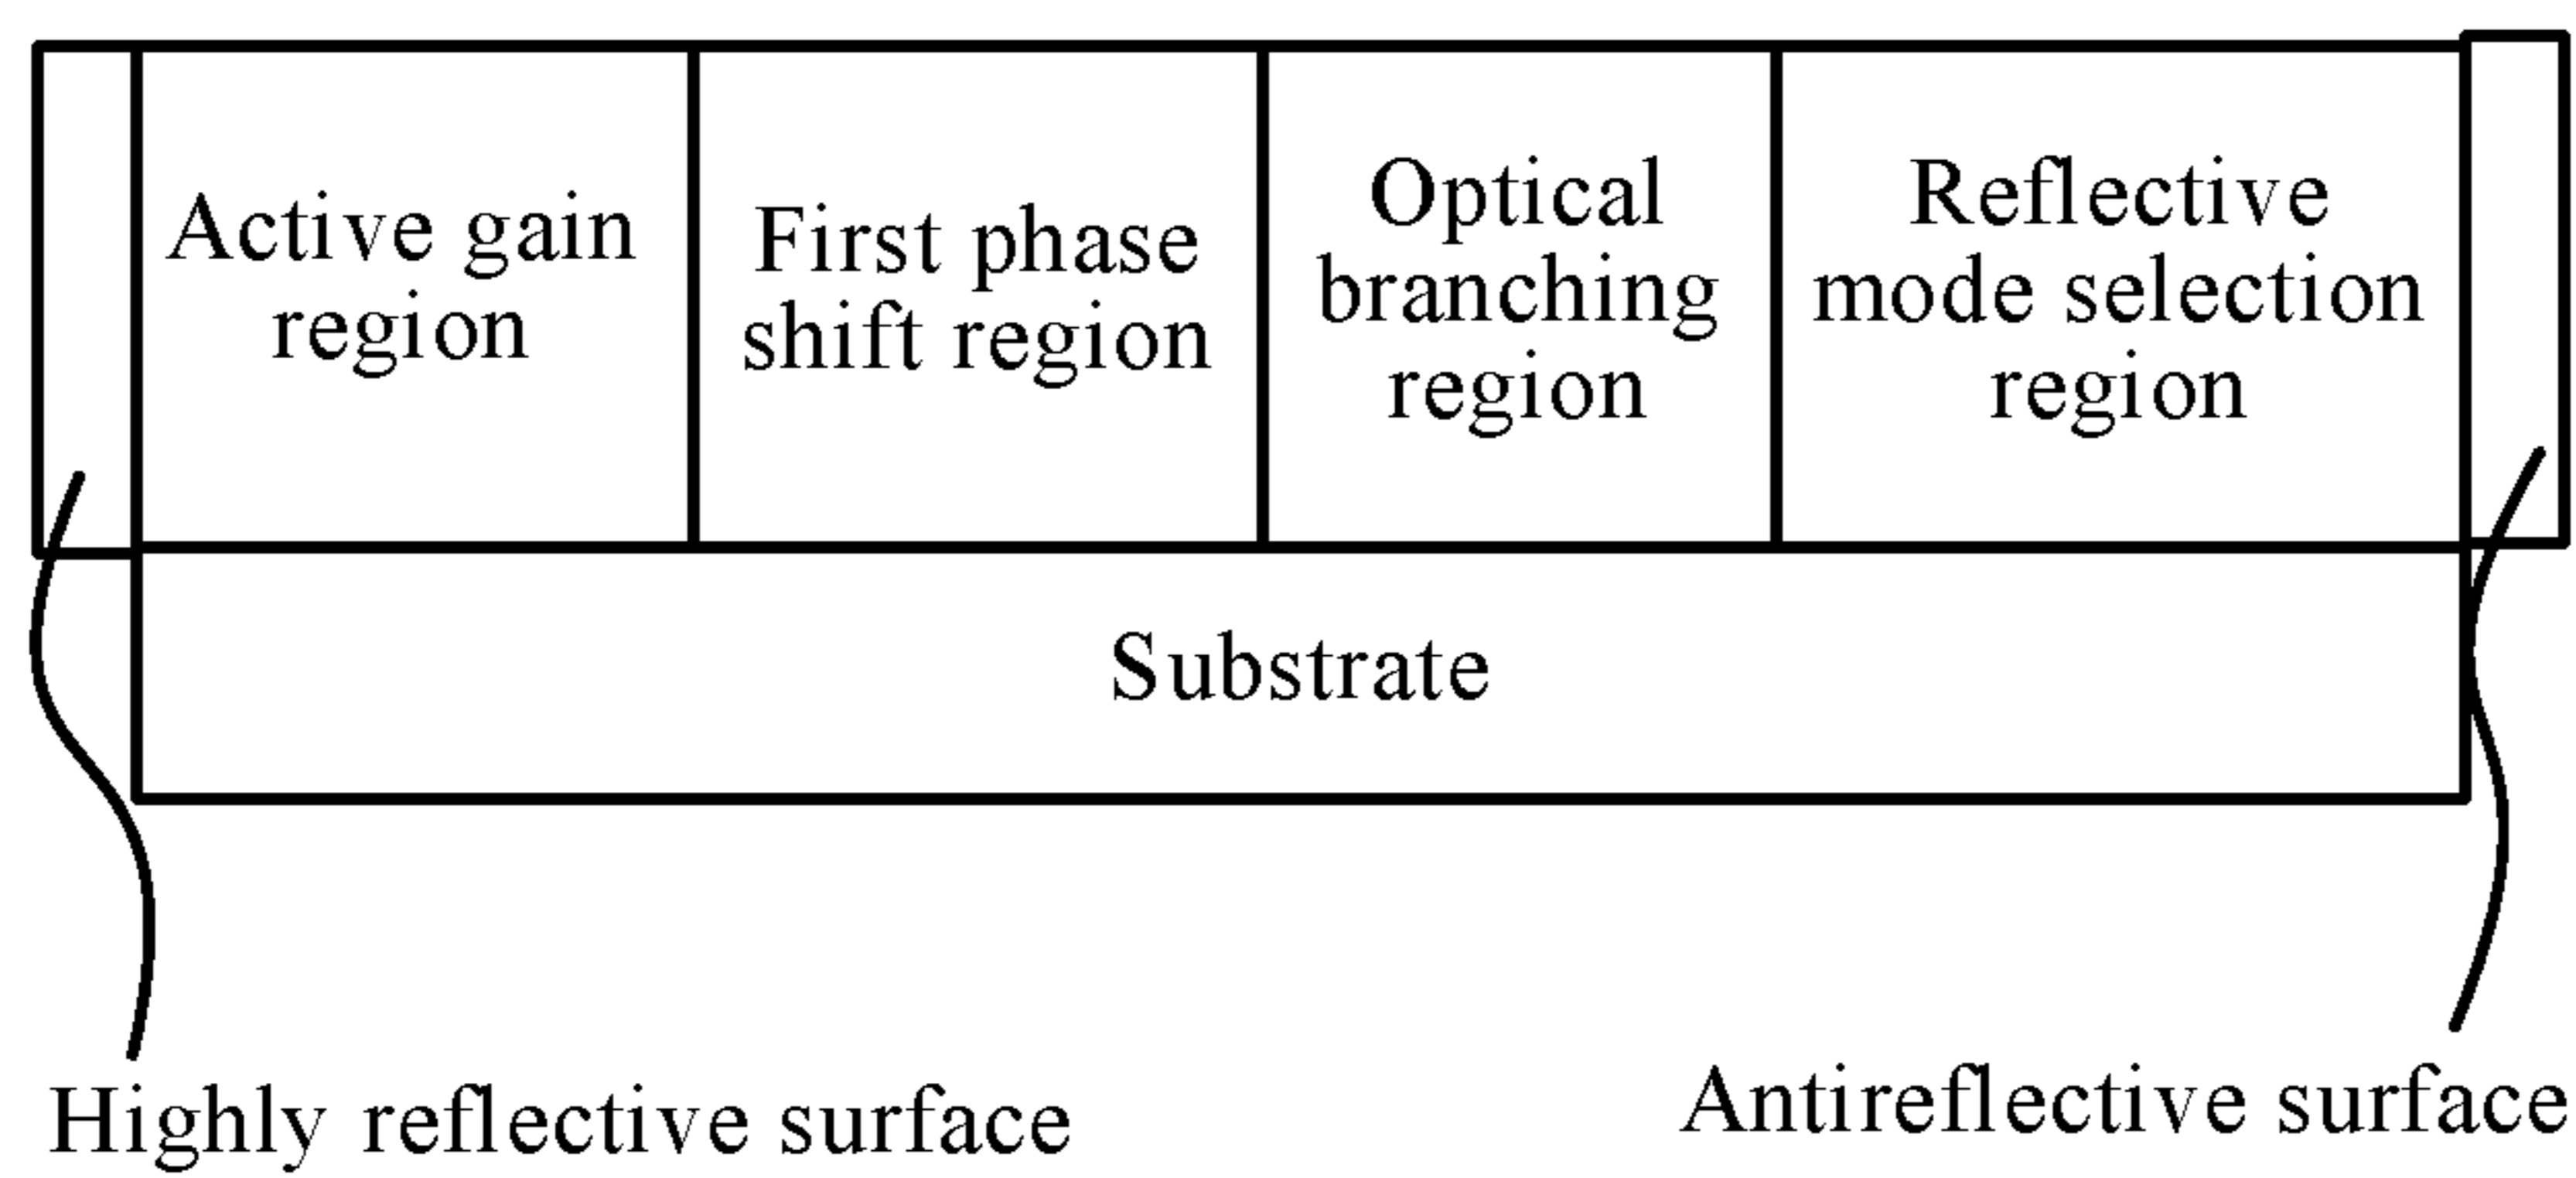 Active gain
region
First phase
shift region
Optical
branching
region
Reflective
mode selection
region
Substrate
Highly reflective surface
Antireflective surface